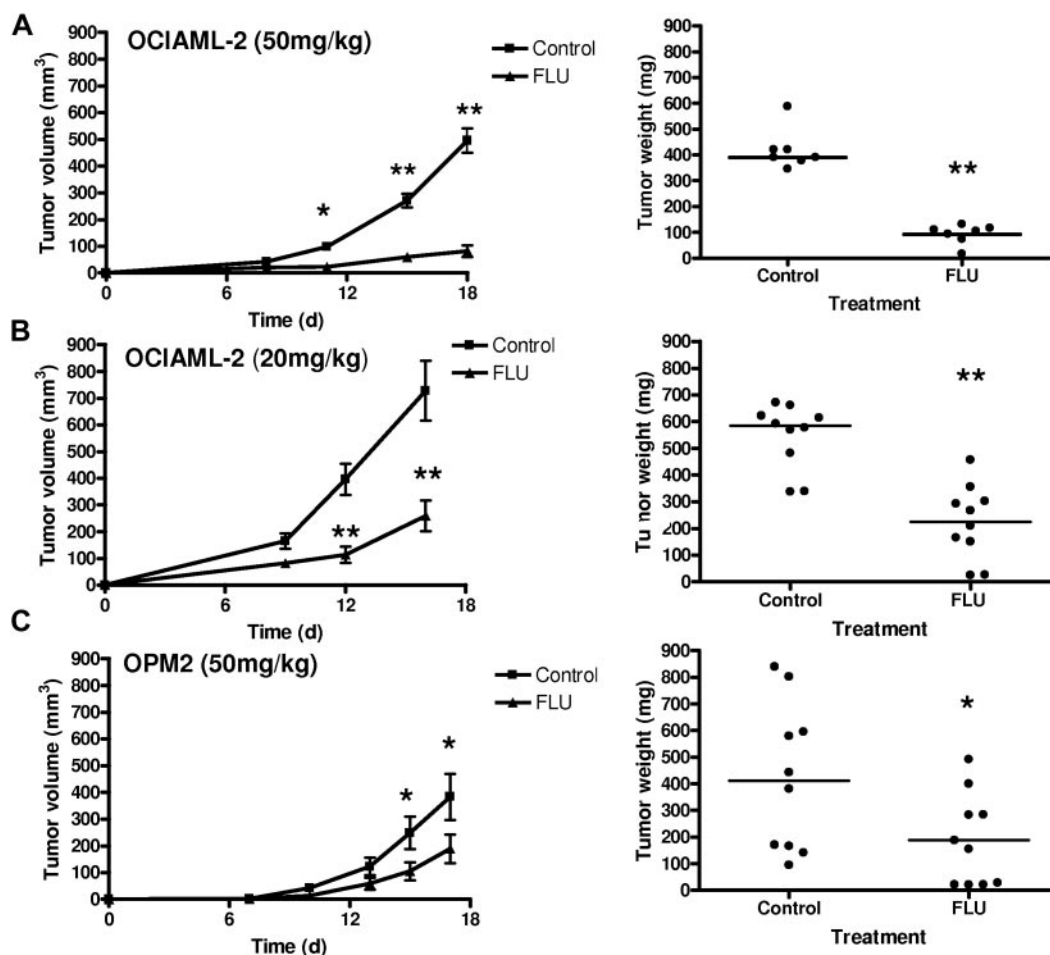 A
OCIAML-2 (50mg/kg)
Tumor volume (mm³)
900
800
700
600
500
400
300
200
100
0
0 6 12 18
Time (d)
Control
FLU
*
**
**
Tumor weight (mg)
900
800
700
600
500
400
300
200
100
0
**
Control FLU
Treatment
B
OCIAML-2 (20mg/kg)
Tumor volume (mm³)
900
800
700
600
500
400
300
200
100
0
0 6 12 18
Time (d)
Control
FLU
**
**
Tu nor weight (mg)
900
800
700
600
500
400
300
200
100
0
**
Control FLU
Treatment
C
OPM2 (50mg/kg)
Tumor volume (mm³)
900
800
700
600
500
400
300
200
100
0
0 6 12 18
Time (d)
Control
FLU
*
*
Tumor weight (mg)
900
800
700
600
500
400
300
200
100
0
*
Control FLU
Treatment